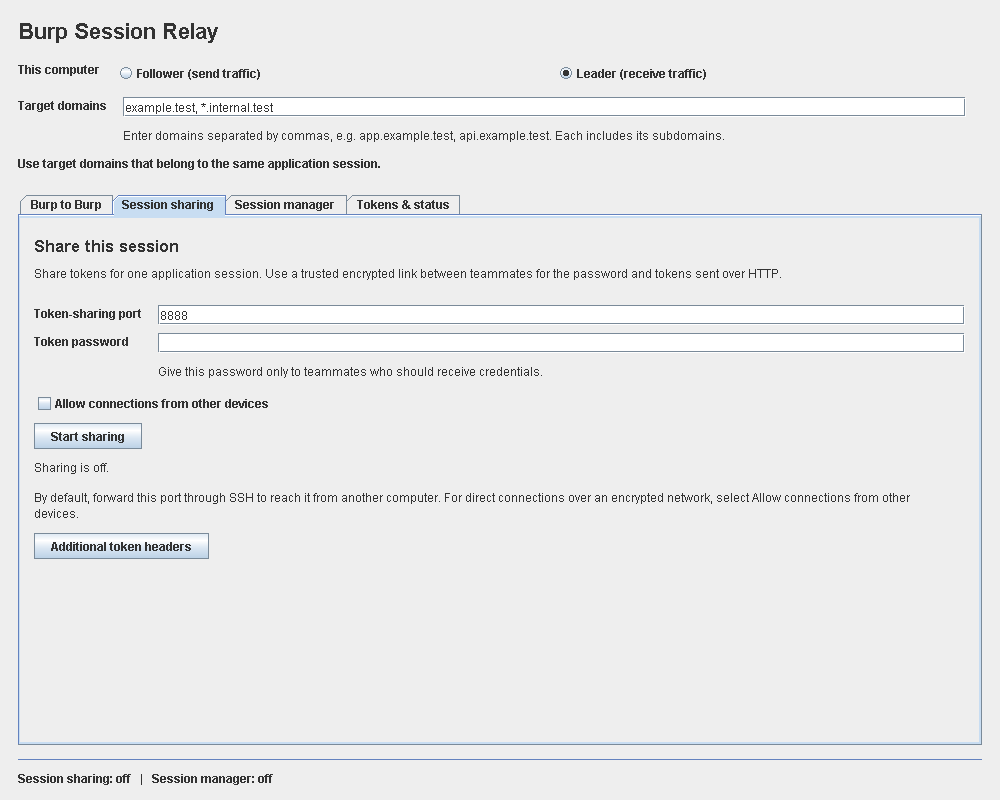 Burp Session Relay
This computer
Follower (send traffic)
Leader (receive traffic)
Target domains
example.test, *.internal.test
Enter domains separated by commas, e.g. app.example.test, api.example.test. Each includes its subdomains.
Use target domains that belong to the same application session.
Burp to Burp
Session sharing
Session manager
Tokens & status
Share this session
Share tokens for one application session. Use a trusted encrypted link between teammates for the password and tokens sent over HTTP.
Token-sharing port
8888
Token password
Give this password only to teammates who should receive credentials.
Allow connections from other devices
Start sharing
Sharing is off.
By default, forward this port through SSH to reach it from another computer. For direct connections over an encrypted network, select Allow connections from other
devices.
Additional token headers
Session sharing: off | Session manager: off